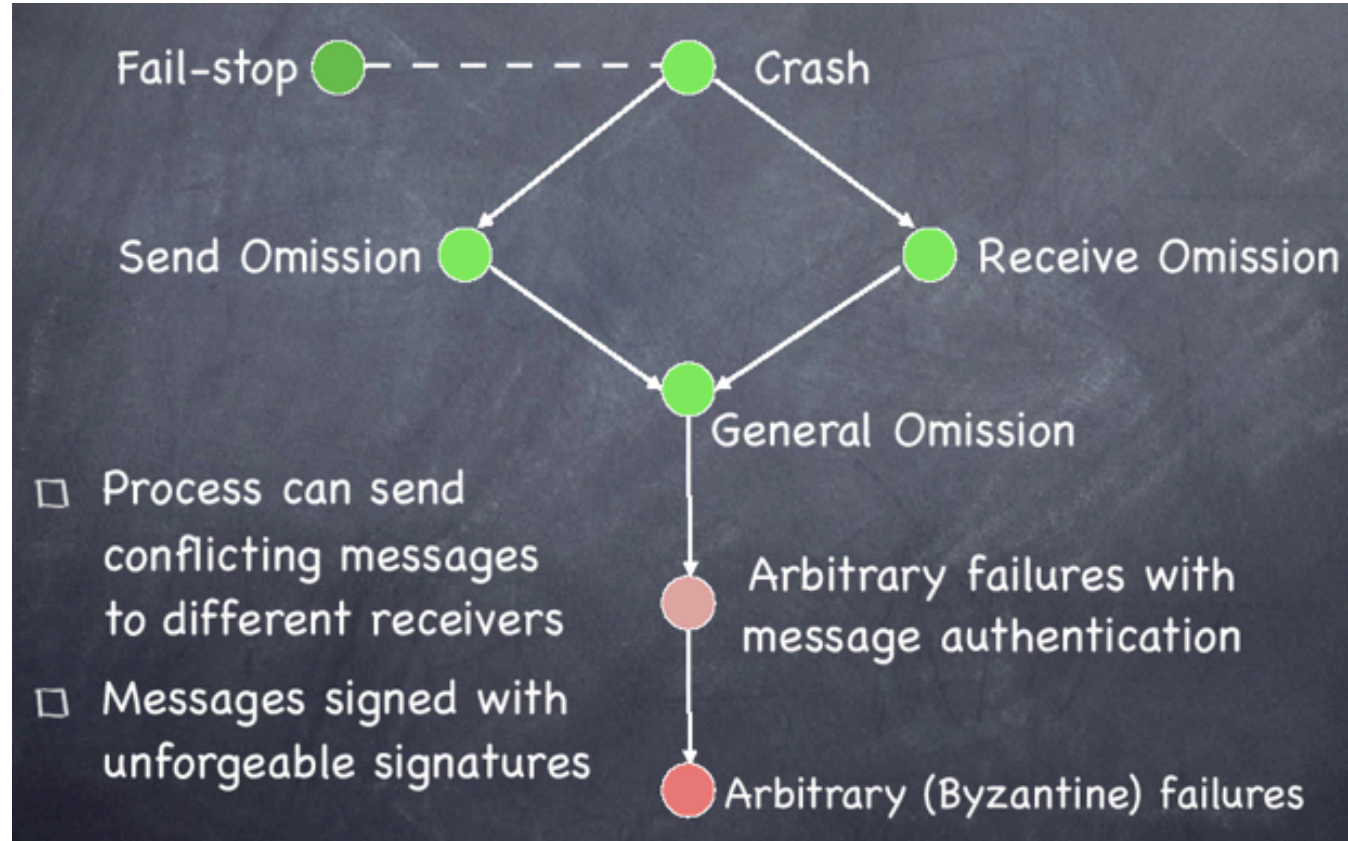 Fail-stop
Crash
Send Omission
Receive Omission
General Omission
□ Process can send
conflicting messages
to different receivers
□ Messages signed with
unforgeable signatures
Arbitrary failures with
message authentication
Arbitrary (Byzantine) failures